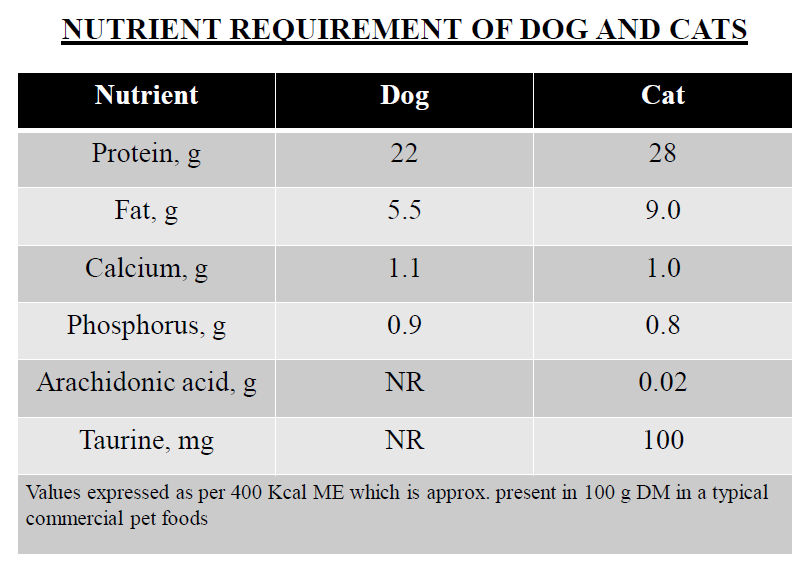 NUTRIENT REQUIREMENT OF DOG AND CATS
Nutrient Dog Cat
Protein, g 22 28
Fat, g 5.5 9.0
Calcium, g 1.1 1.0
Phosphorus, g 0.9 0.8
Arachidonic acid, g NR 0.02
Taurine, mg NR 100
Values expressed as per 400 Kcal ME which is approx. present in 100 g DM in a typical
commercial pet foods